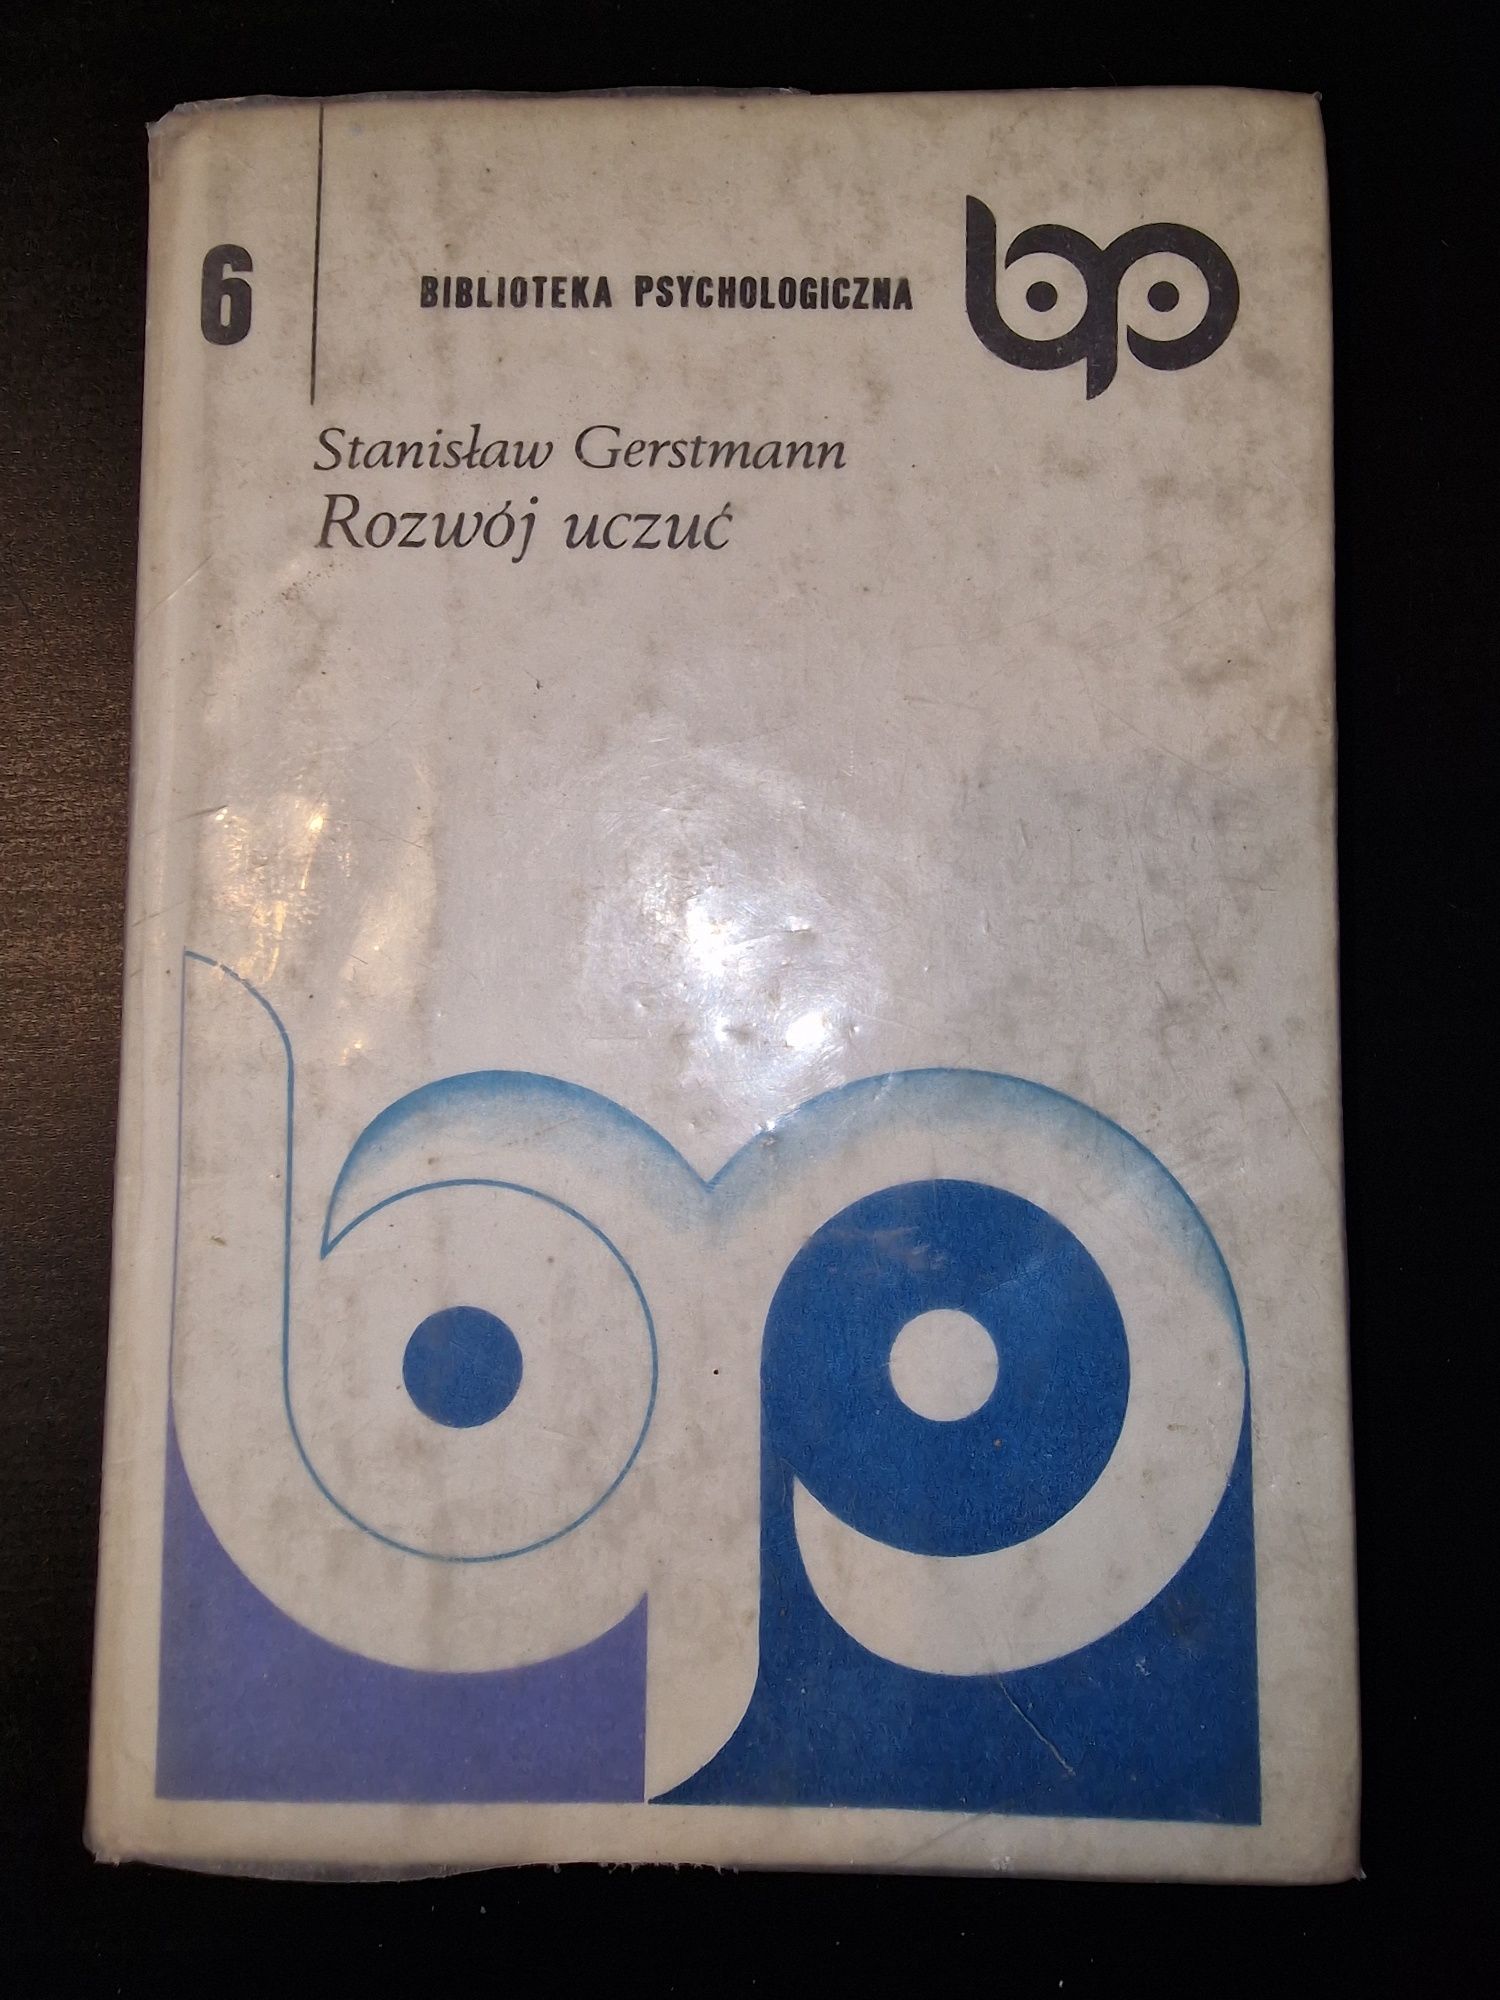 6
BIBLIOTEKA PSYCHOLOGICZNA
bp
Stanisław Gerstmann
Rozwój uczuć
bp